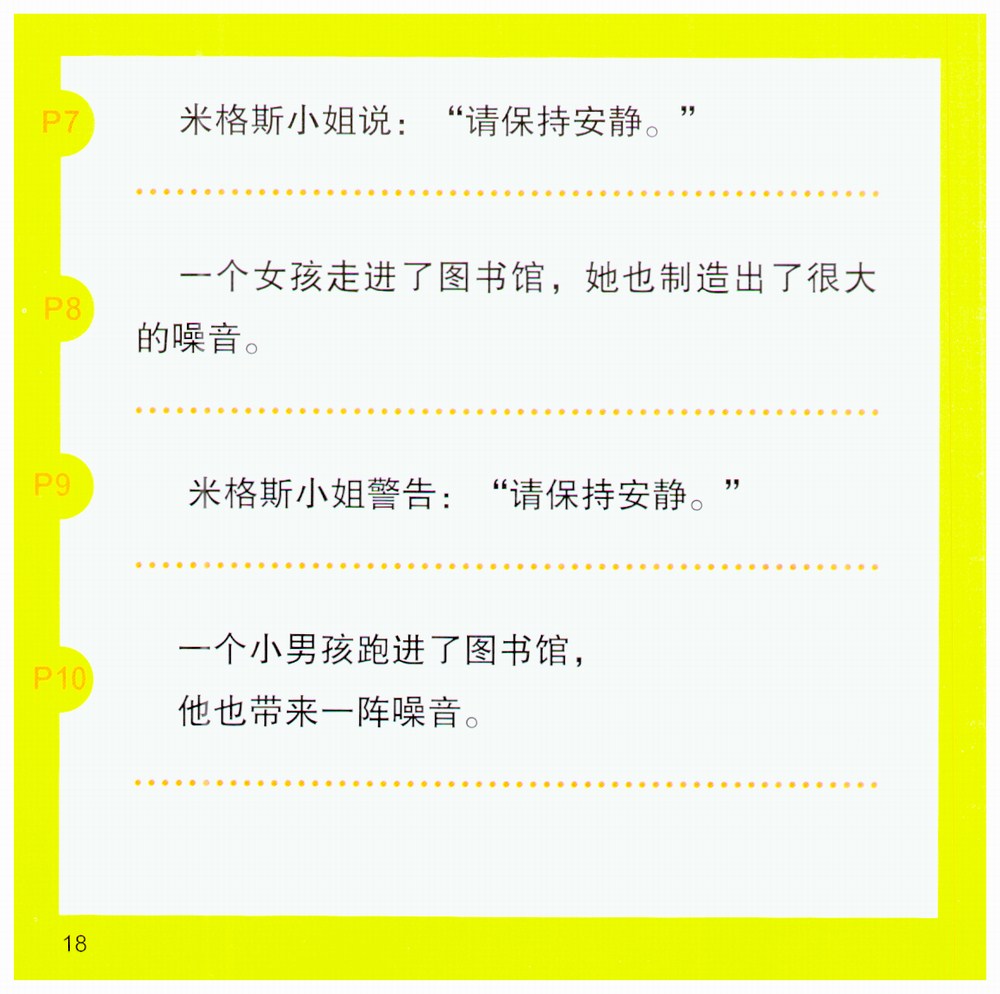 P7
米格斯小姐说：“请保持安静。”
P8
一个女孩走进了图书馆，她也制造出了很大
的噪音。
P9
米格斯小姐警告：“请保持安静。”
P10
一个小男孩跑进了图书馆，
他也带来一阵噪音。
18